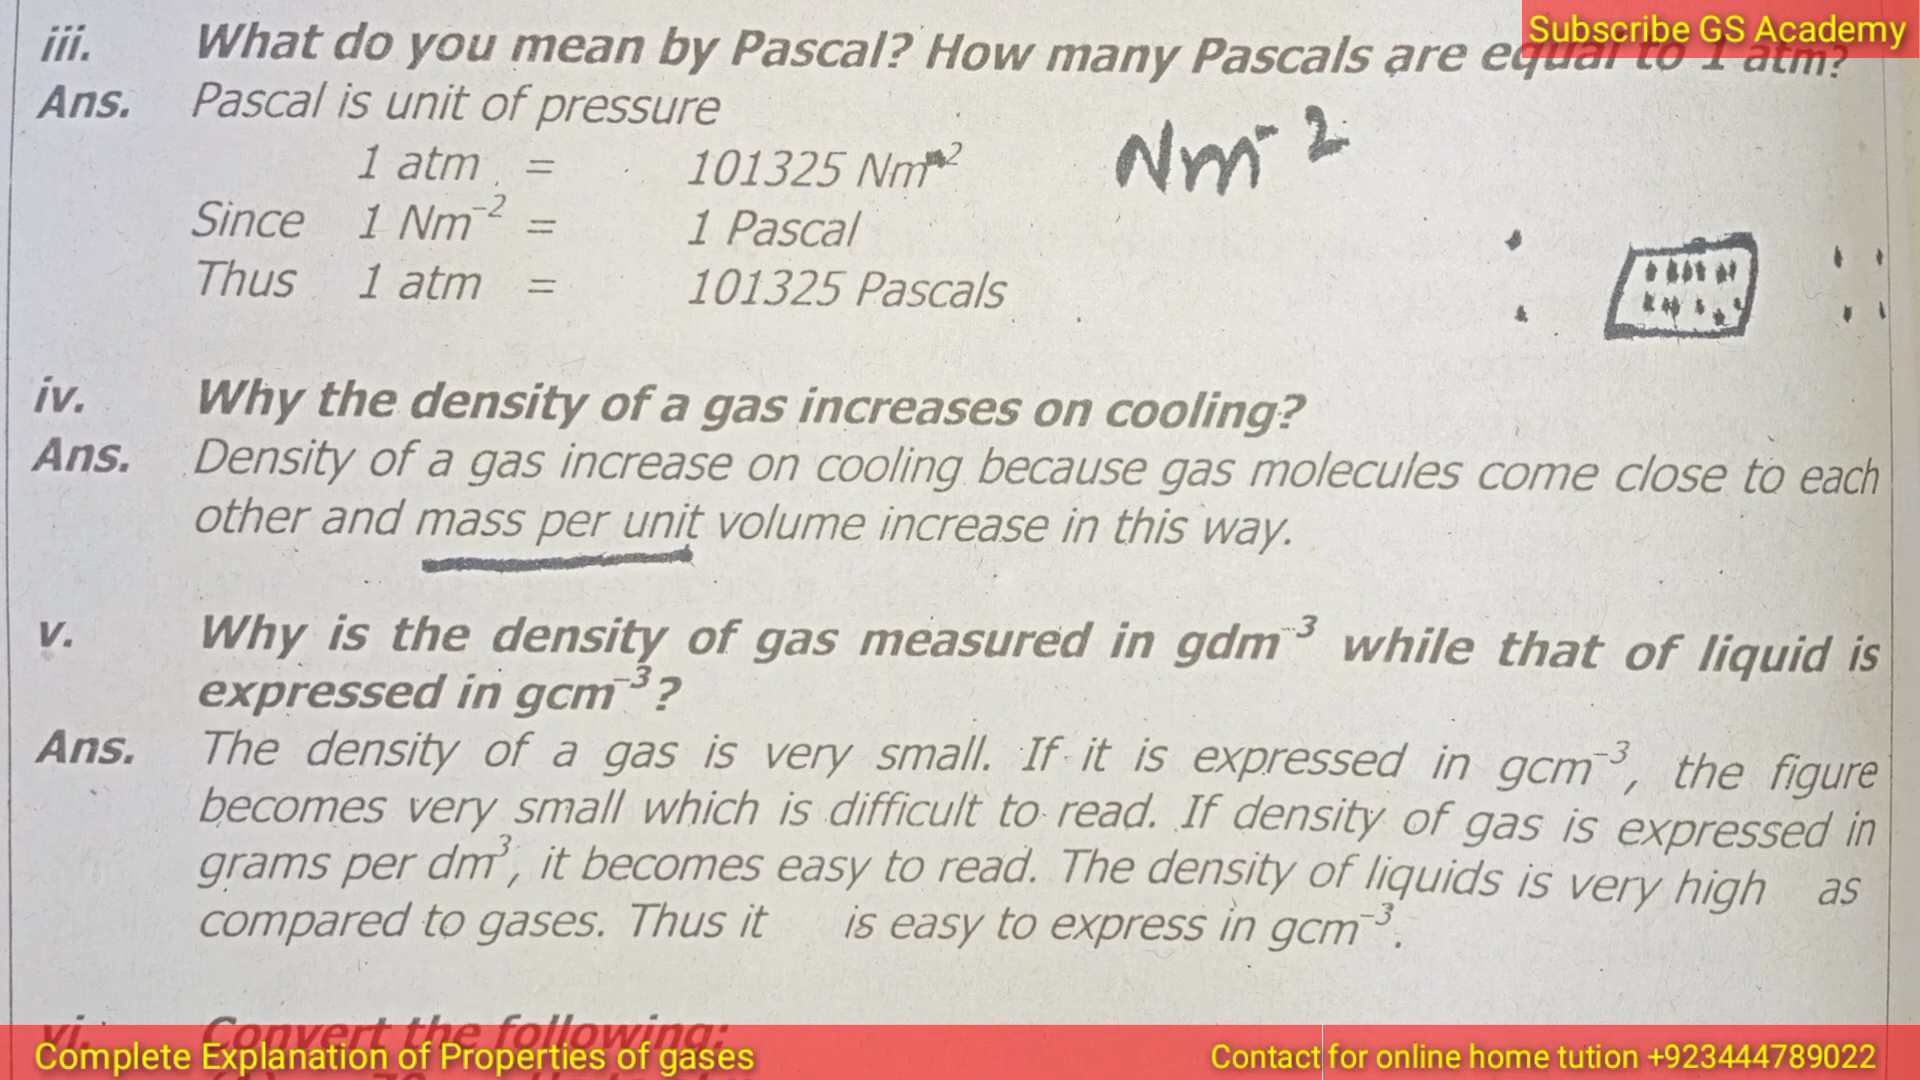 Subscribe GS Academy
iii. What do you mean by Pascal? How many Pascals are equal to 1 atm?
Ans. Pascal is unit of pressure
1 atm = 101325 Nm⁻²
Nm⁻²
Since 1 Nm⁻² = 1 Pascal
Thus 1 atm = 101325 Pascals
iv. Why the density of a gas increases on cooling?
Ans. Density of a gas increase on cooling because gas molecules come close to each
other and mass per unit volume increase in this way.
v. Why is the density of gas measured in gdm⁻³ while that of liquid is
expressed in gcm⁻³?
Ans. The density of a gas is very small. If it is expressed in gcm⁻³, the figure
becomes very small which is difficult to read. If density of gas is expressed in
grams per dm³, it becomes easy to read. The density of liquids is very high as
compared to gases. Thus it is easy to express in gcm⁻³.
vi. Convert the following:
Complete Explanation of Properties of gases
Contact for online home tution +923444789022